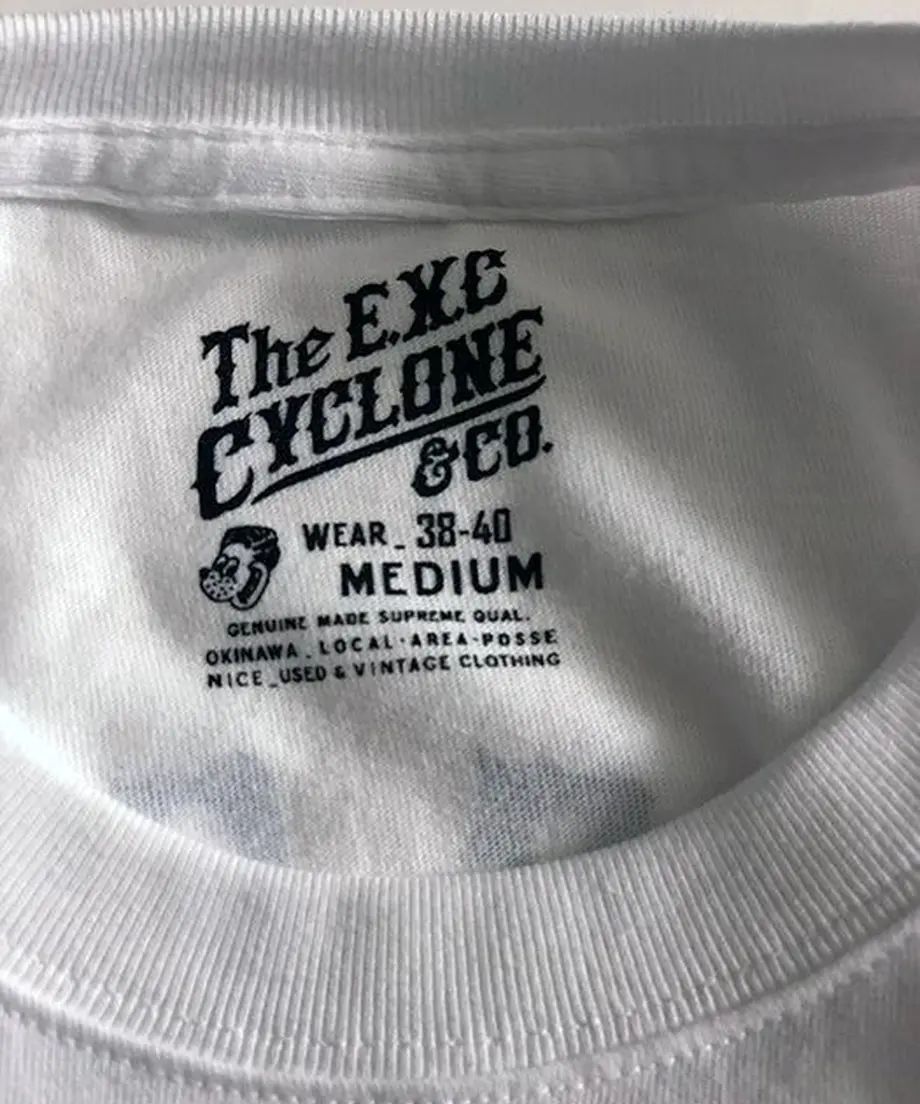 The E.X.C
CYCLONE
& CO.
WEAR_38-40
MEDIUM
GENUINE MADE SUPREME QUAL.
OKINAWA_LOCAL·AREA·POSSE
NICE_USED & VINTAGE CLOTHING